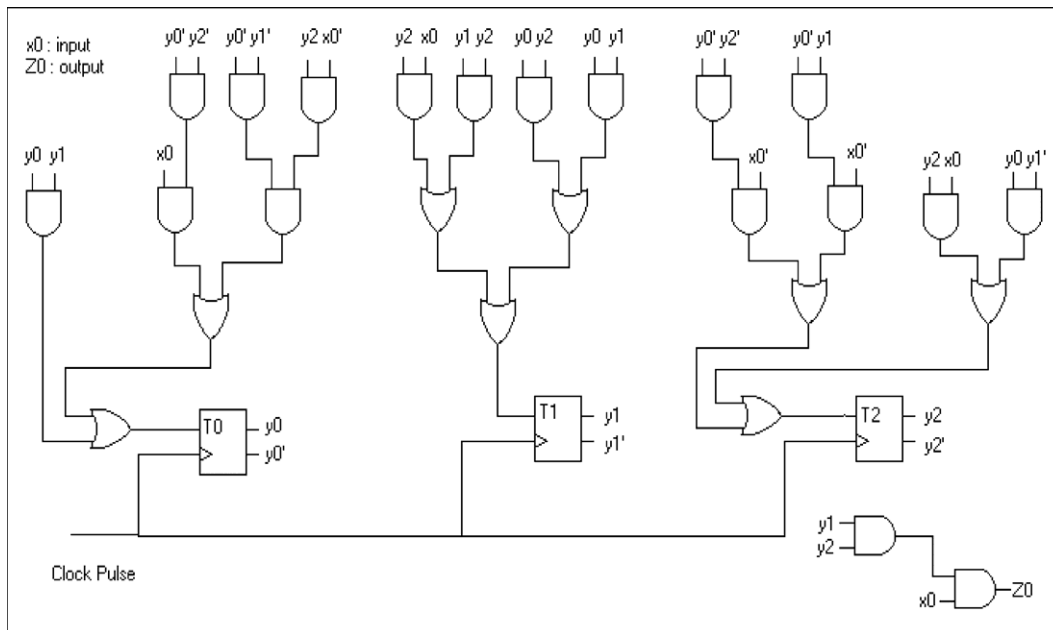 x0 : input
Z0 : output
y0' y2'
y0' y1'
y2 x0'
y2 x0
y1 y2
y0 y2
y0 y1
y0' y2'
y0' y1
y0 y1
x0
x0'
x0'
y2 x0
y0 y1'
T0
y0
y0'
T1
y1
y1'
T2
y2
y2'
y1
y2
x0
Z0
Clock Pulse